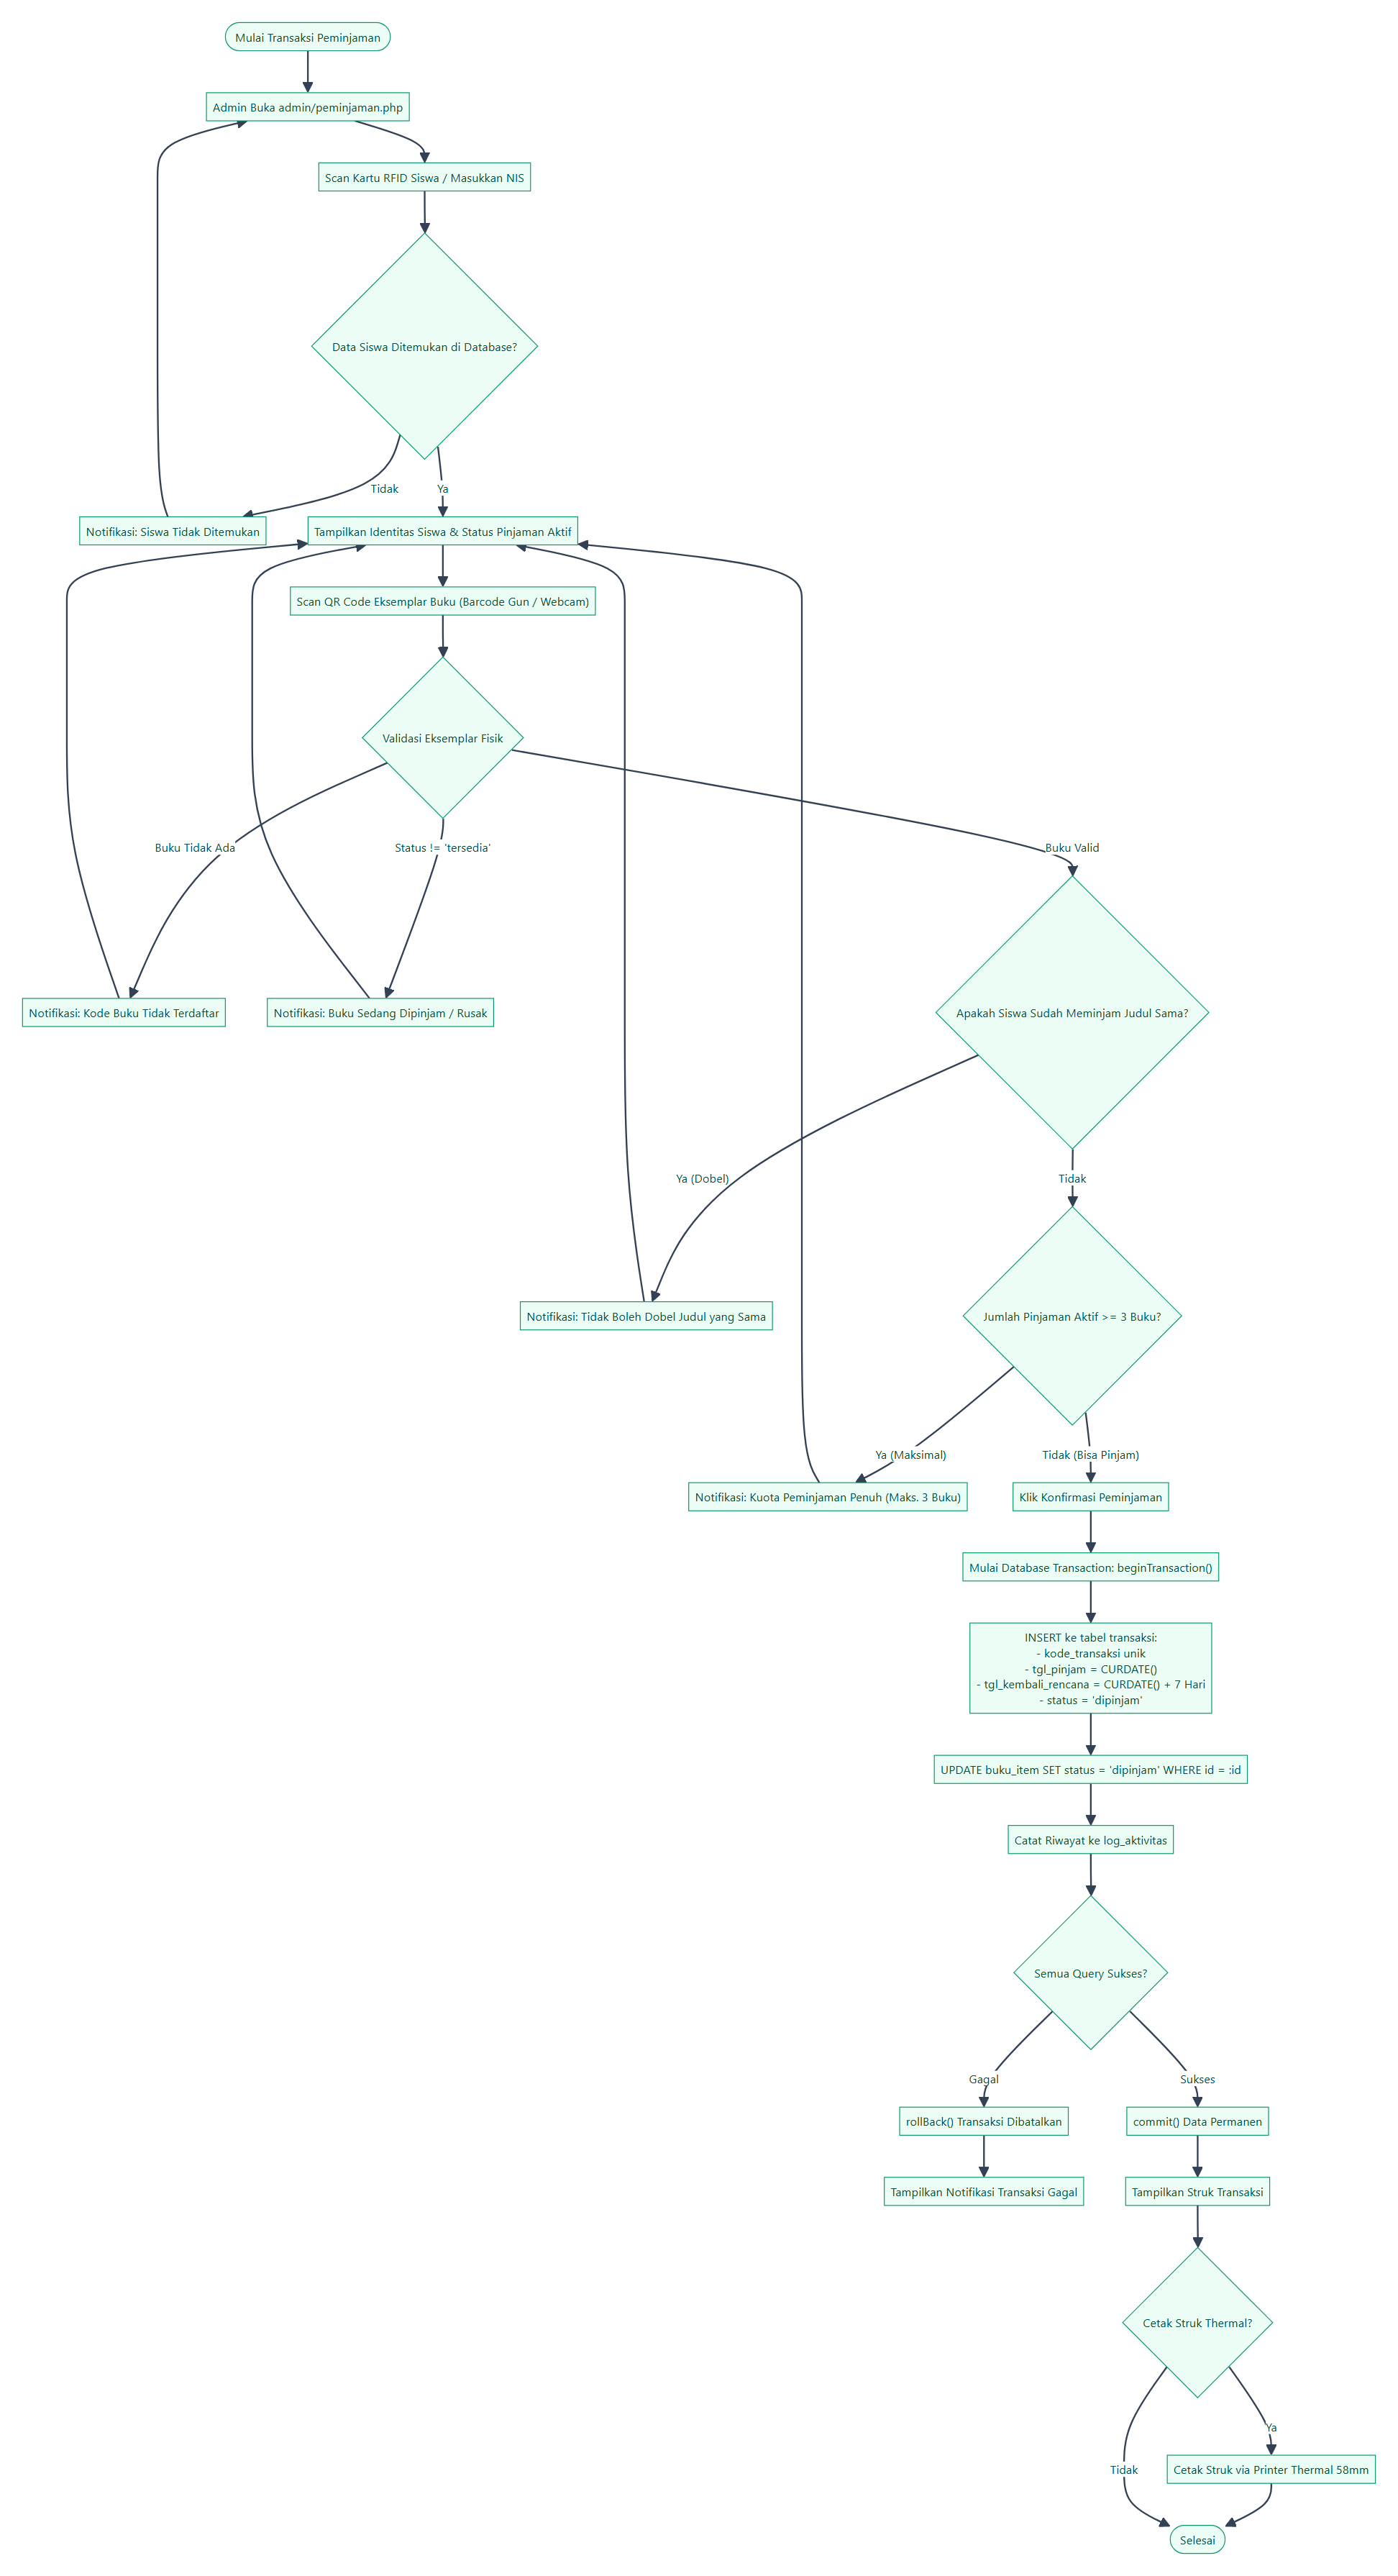 Mulai Transaksi Peminjaman
Admin Buka admin/peminjaman.php
Scan Kartu RFID Siswa / Masukkan NIS
Data Siswa Ditemukan di Database?
Tidak
Ya
Notifikasi: Siswa Tidak Ditemukan
Tampilkan Identitas Siswa & Status Pinjaman Aktif
Scan QR Code Eksemplar Buku (Barcode Gun / Webcam)
Validasi Eksemplar Fisik
Buku Tidak Ada
Status != 'tersedia'
Buku Valid
Notifikasi: Kode Buku Tidak Terdaftar
Notifikasi: Buku Sedang Dipinjam / Rusak
Apakah Siswa Sudah Meminjam Judul Sama?
Ya (Dobel)
Tidak
Notifikasi: Tidak Boleh Dobel Judul yang Sama
Jumlah Pinjaman Aktif >= 3 Buku?
Ya (Maksimal)
Tidak (Bisa Pinjam)
Notifikasi: Kuota Peminjaman Penuh (Maks. 3 Buku)
Klik Konfirmasi Peminjaman
Mulai Database Transaction: beginTransaction()
INSERT ke tabel transaksi:
- kode_transaksi unik
- tgl_pinjam = CURDATE()
- tgl_kembali_rencana = CURDATE() + 7 Hari
- status = 'dipinjam'
UPDATE buku_item SET status = 'dipinjam' WHERE id = :id
Catat Riwayat ke log_aktivitas
Semua Query Sukses?
Gagal
Sukses
rollBack() Transaksi Dibatalkan
commit() Data Permanen
Tampilkan Notifikasi Transaksi Gagal
Tampilkan Struk Transaksi
Cetak Struk Thermal?
Ya
Tidak
Cetak Struk via Printer Thermal 58mm
Selesai